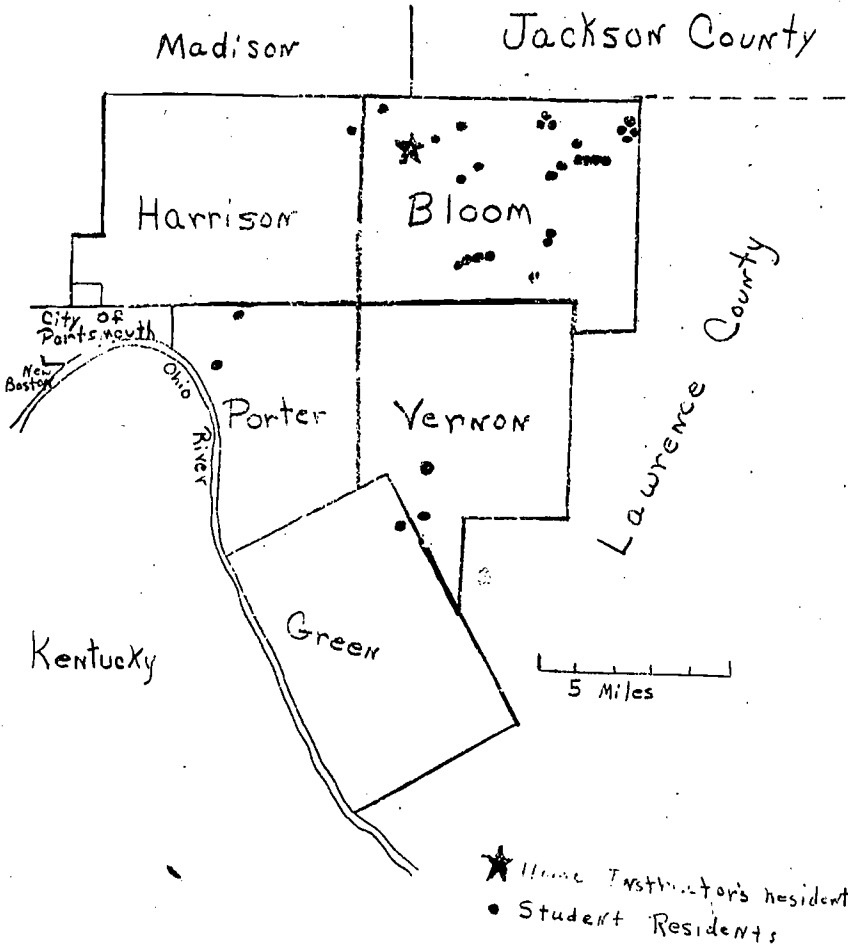 Madison
Jackson County
Harrison
Bloom
City of
Portsmouth
New
Boston
Ohio
River
Porter
Vernon
Lawrence County
Green
Kentucky
5 Miles
Instructor's
Student Residents